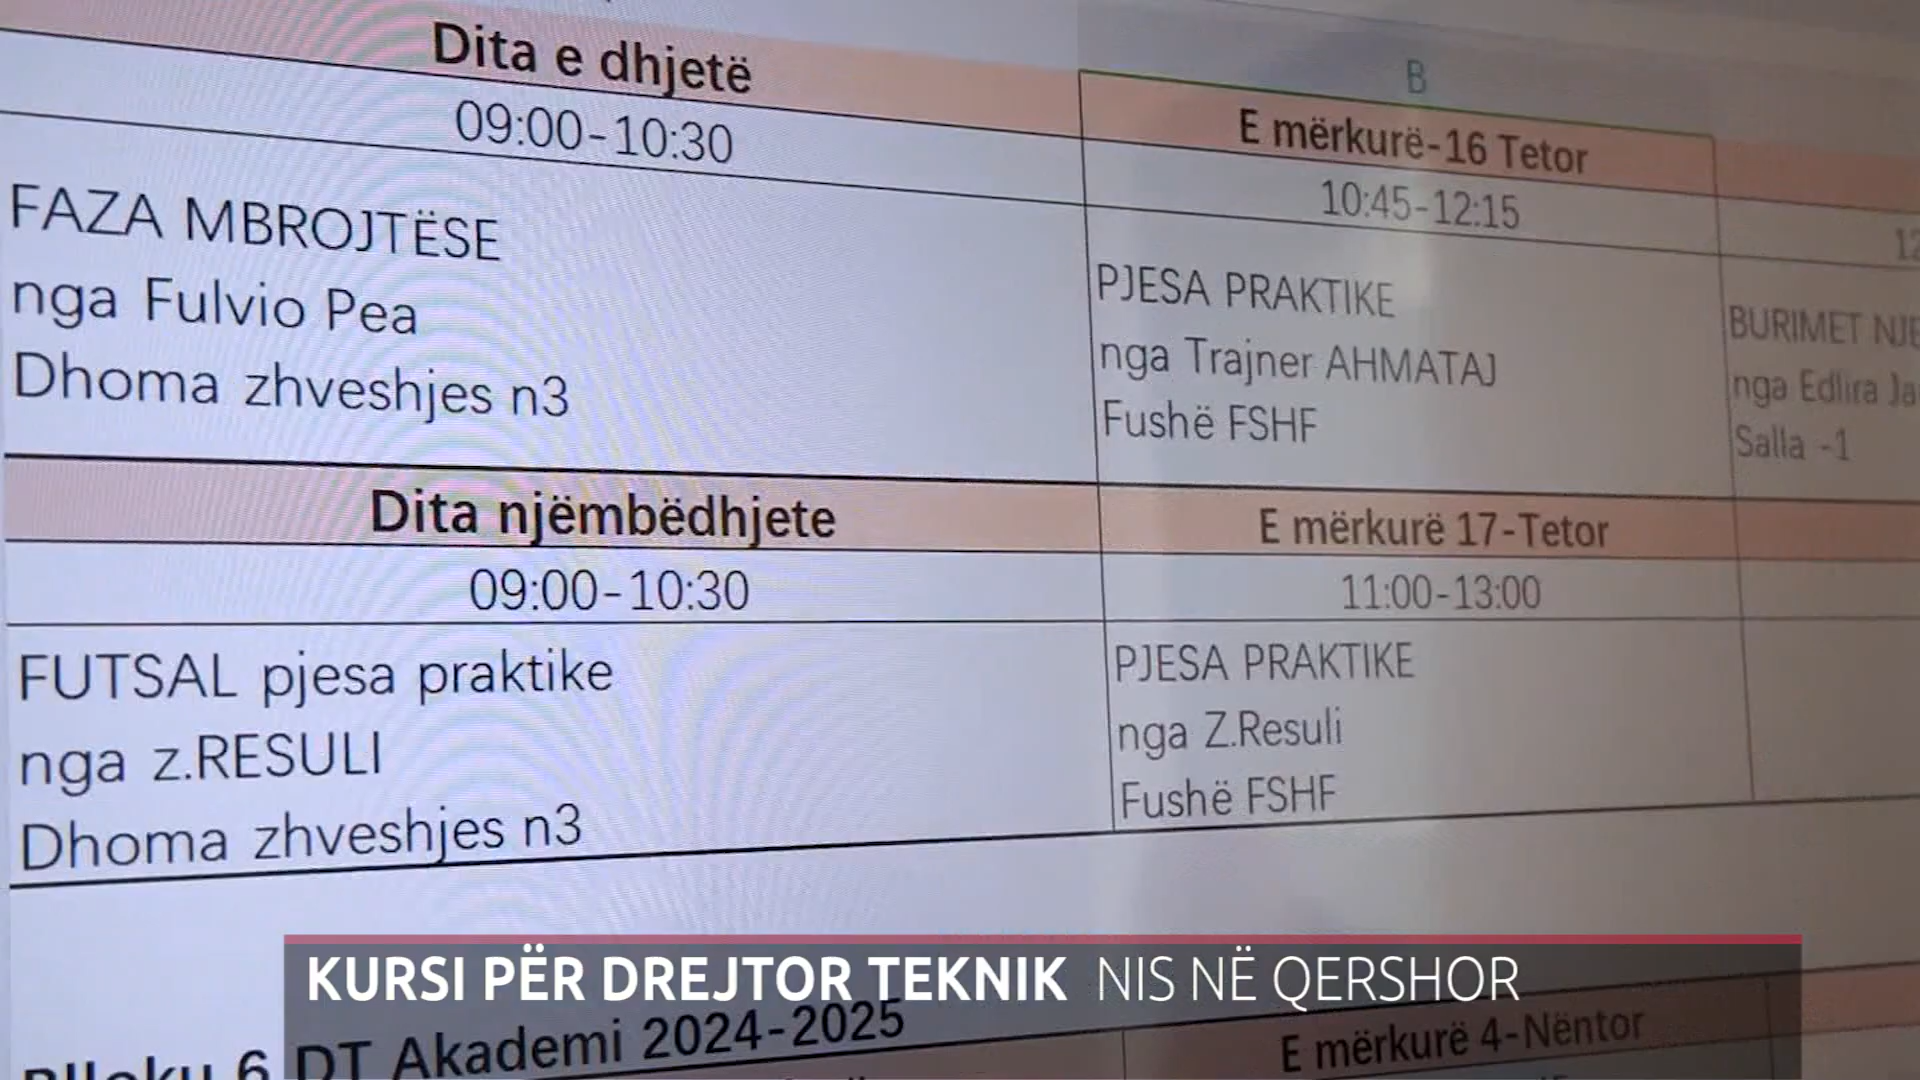 B
Dita e dhjetë
E mërkurë-16 Tetor
09:00-10:30
10:45-12:15
12
FAZA MBROJTËSE
nga Fulvio Pea
Dhoma zhveshjes n3
PJESA PRAKTIKE
nga Trajner AHMATAJ
Fushë FSHF
BURIMET
nga Edlira
Salla -1
Dita njëmbëdhjete
E mërkurë 17-Tetor
09:00-10:30
11:00-13:00
FUTSAL pjesa praktike
nga z.RESULI
Dhoma zhveshjes n3
PJESA PRAKTIKE
nga Z.Resuli
Fushë FSHF
KURSI PËR DREJTOR TEKNIK NIS NË QERSHOR
6 DT Akademi 2024-2025
E mërkurë 4-Nëntor